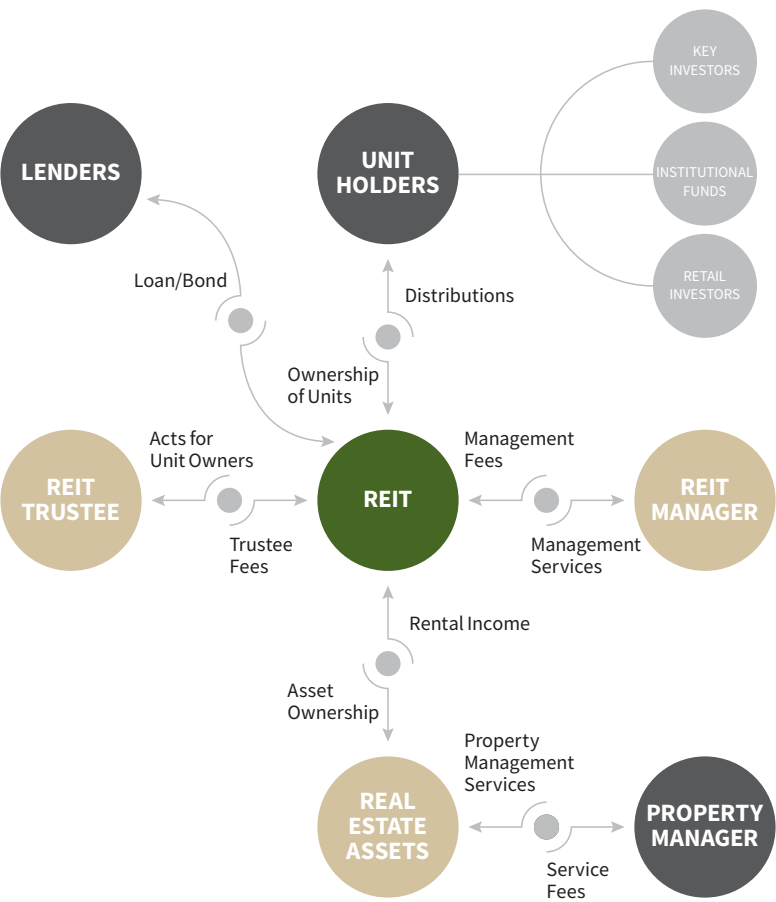 KEY
INVESTORS
LENDERS
UNIT
HOLDERS
INSTITUTIONAL
FUNDS
RETAIL
INVESTORS
Loan/Bond
Distributions
Ownership
of Units
Acts for
Unit Owners
Management
Fees
REIT
TRUSTEE
REIT
REIT
MANAGER
Trustee
Fees
Management
Services
Rental Income
Asset
Ownership
Property
Management
Services
REAL
ESTATE
ASSETS
PROPERTY
MANAGER
Service
Fees